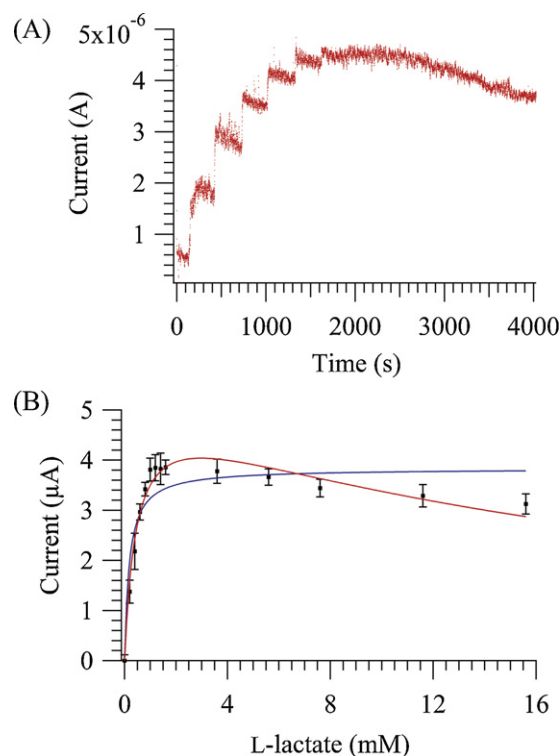 (A)
5x10⁻⁶
4
3
2
1
Current (A)
0 1000 2000 3000 4000
Time (s)
(B)
5
4
3
2
1
0
Current (µA)
0 4 8 12 16
L-lactate (mM)